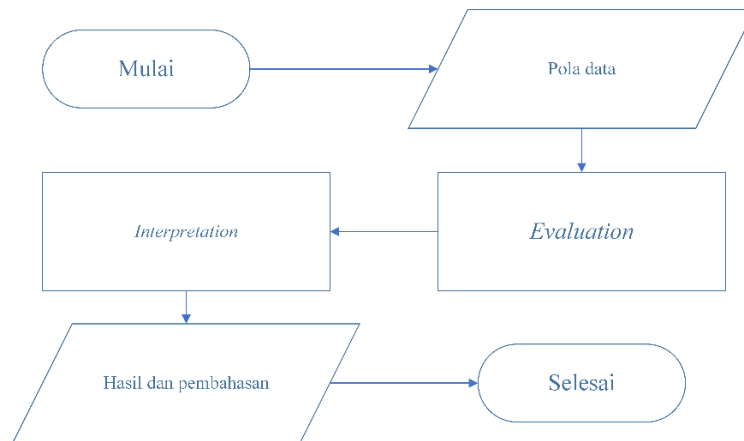 Mulai
Pola data
Evaluation
Interpretation
Hasil dan pembahasan
Selesai